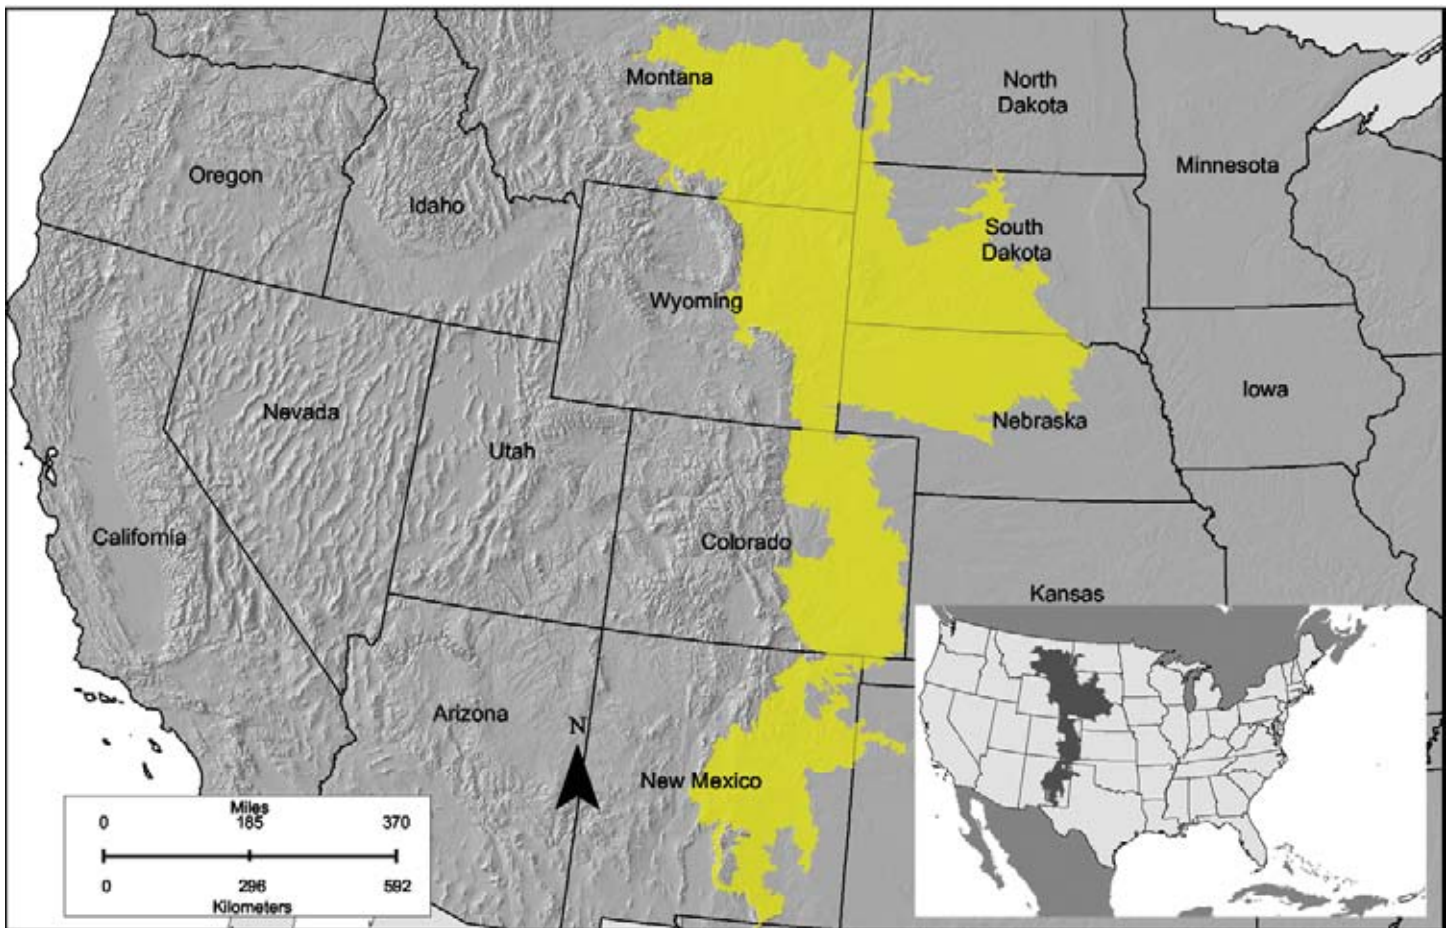 Montana
North
Dakota
Minnesota
Oregon
Idaho
South
Dakota
Wyoming
Iowa
Nevada
Nebraska
Utah
California
Colorado
Kansas
Arizona
N
New Mexico
Miles
0 185 370
0 296 592
Kilometers